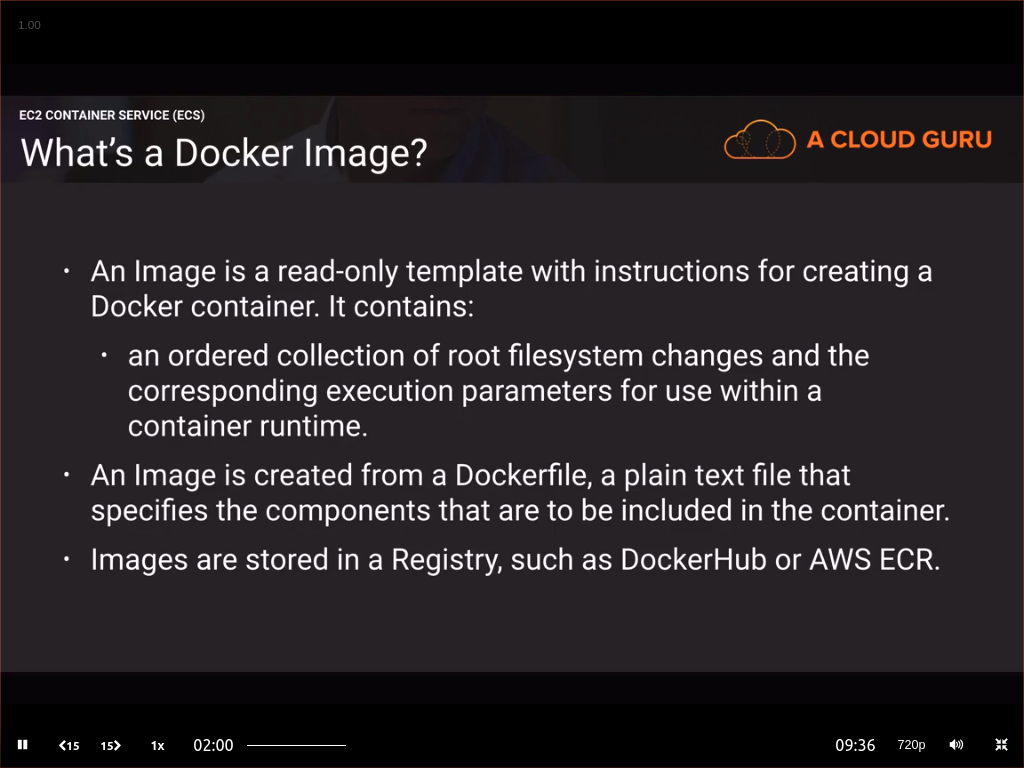 1.00
EC2 CONTAINER SERVICE (ECS)
What's a Docker Image?
A CLOUD GURU
• An Image is a read-only template with instructions for creating a
Docker container. It contains:
• an ordered collection of root filesystem changes and the
corresponding execution parameters for use within a
container runtime.
• An Image is created from a Dockerfile, a plain text file that
specifies the components that are to be included in the container.
• Images are stored in a Registry, such as DockerHub or AWS ECR.
15 15 1x 02:00 09:36 720p